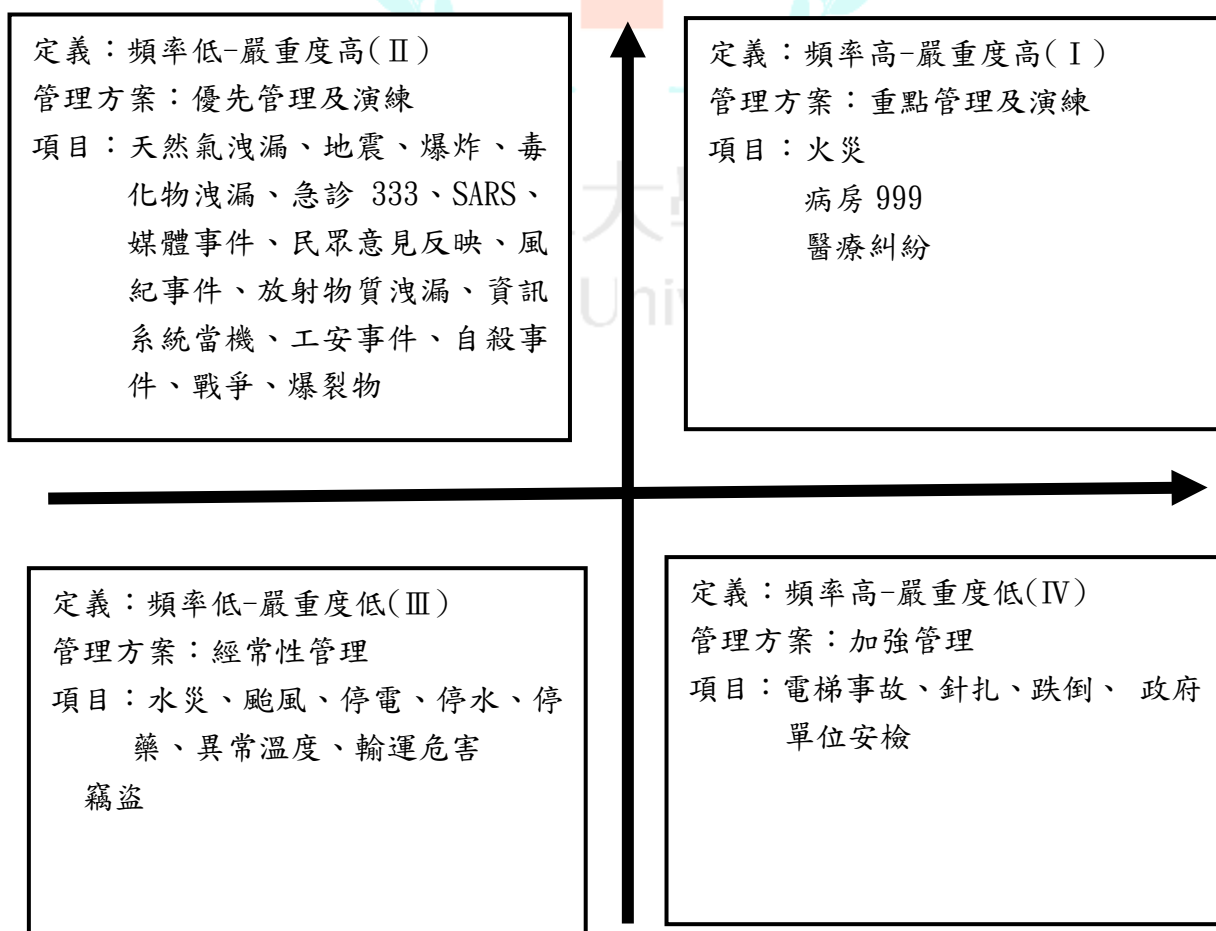 定義：頻率低-嚴重度高(Ⅱ)
管理方案：優先管理及演練
項目：天然氣洩漏、地震、爆炸、毒
化物洩漏、急診 333、SARS、
媒體事件、民眾意見反映、風
紀事件、放射物質洩漏、資訊
系統當機、工安事件、自殺事
件、戰爭、爆裂物
定義：頻率高-嚴重度高(Ⅰ)
管理方案：重點管理及演練
項目：火災
病房 999
醫療糾紛
大學
Univ
定義：頻率低-嚴重度低(Ⅲ)
管理方案：經常性管理
項目：水災、颱風、停電、停水、停
藥、異常溫度、輸運危害
竊盜
定義：頻率高-嚴重度低(Ⅳ)
管理方案：加強管理
項目：電梯事故、針扎、跌倒、 政府
單位安檢